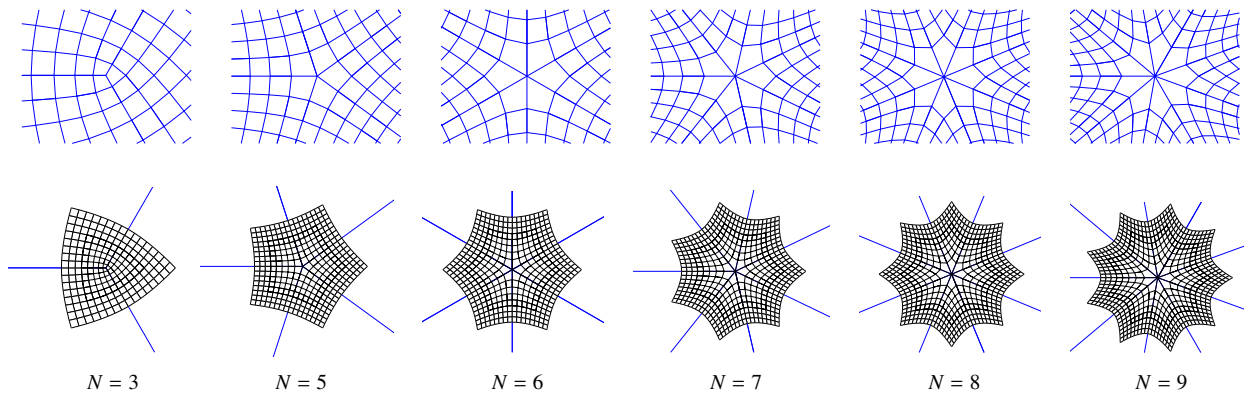 N = 3 N = 5 N = 6 N = 7 N = 8 N = 9